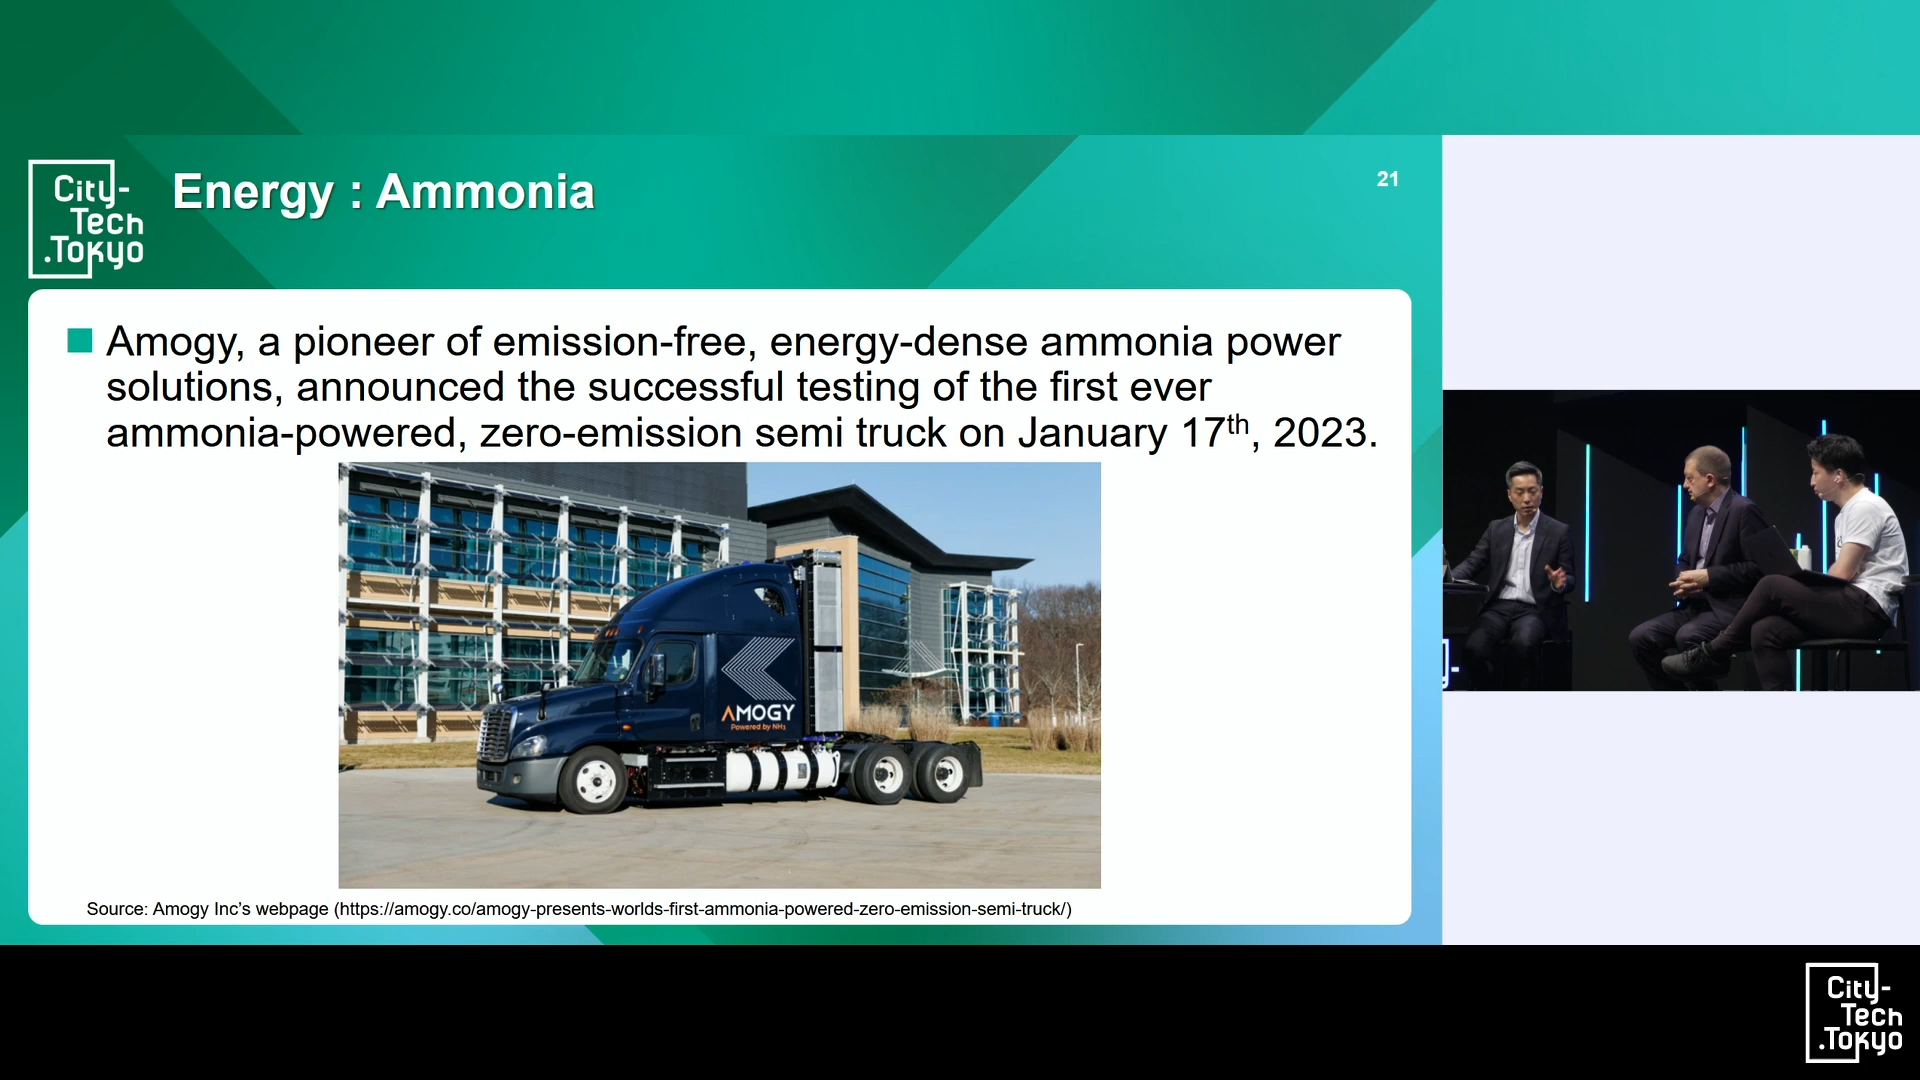 City-
Tech
.Tokyo
Energy : Ammonia
21
Amogy, a pioneer of emission-free, energy-dense ammonia power
solutions, announced the successful testing of the first ever
ammonia-powered, zero-emission semi truck on January 17th, 2023.
AMOGY
Powered by NH₃
Source: Amogy Inc’s webpage (https://amogy.co/amogy-presents-worlds-first-ammonia-powered-zero-emission-semi-truck/)
City-
Tech
.Tokyo